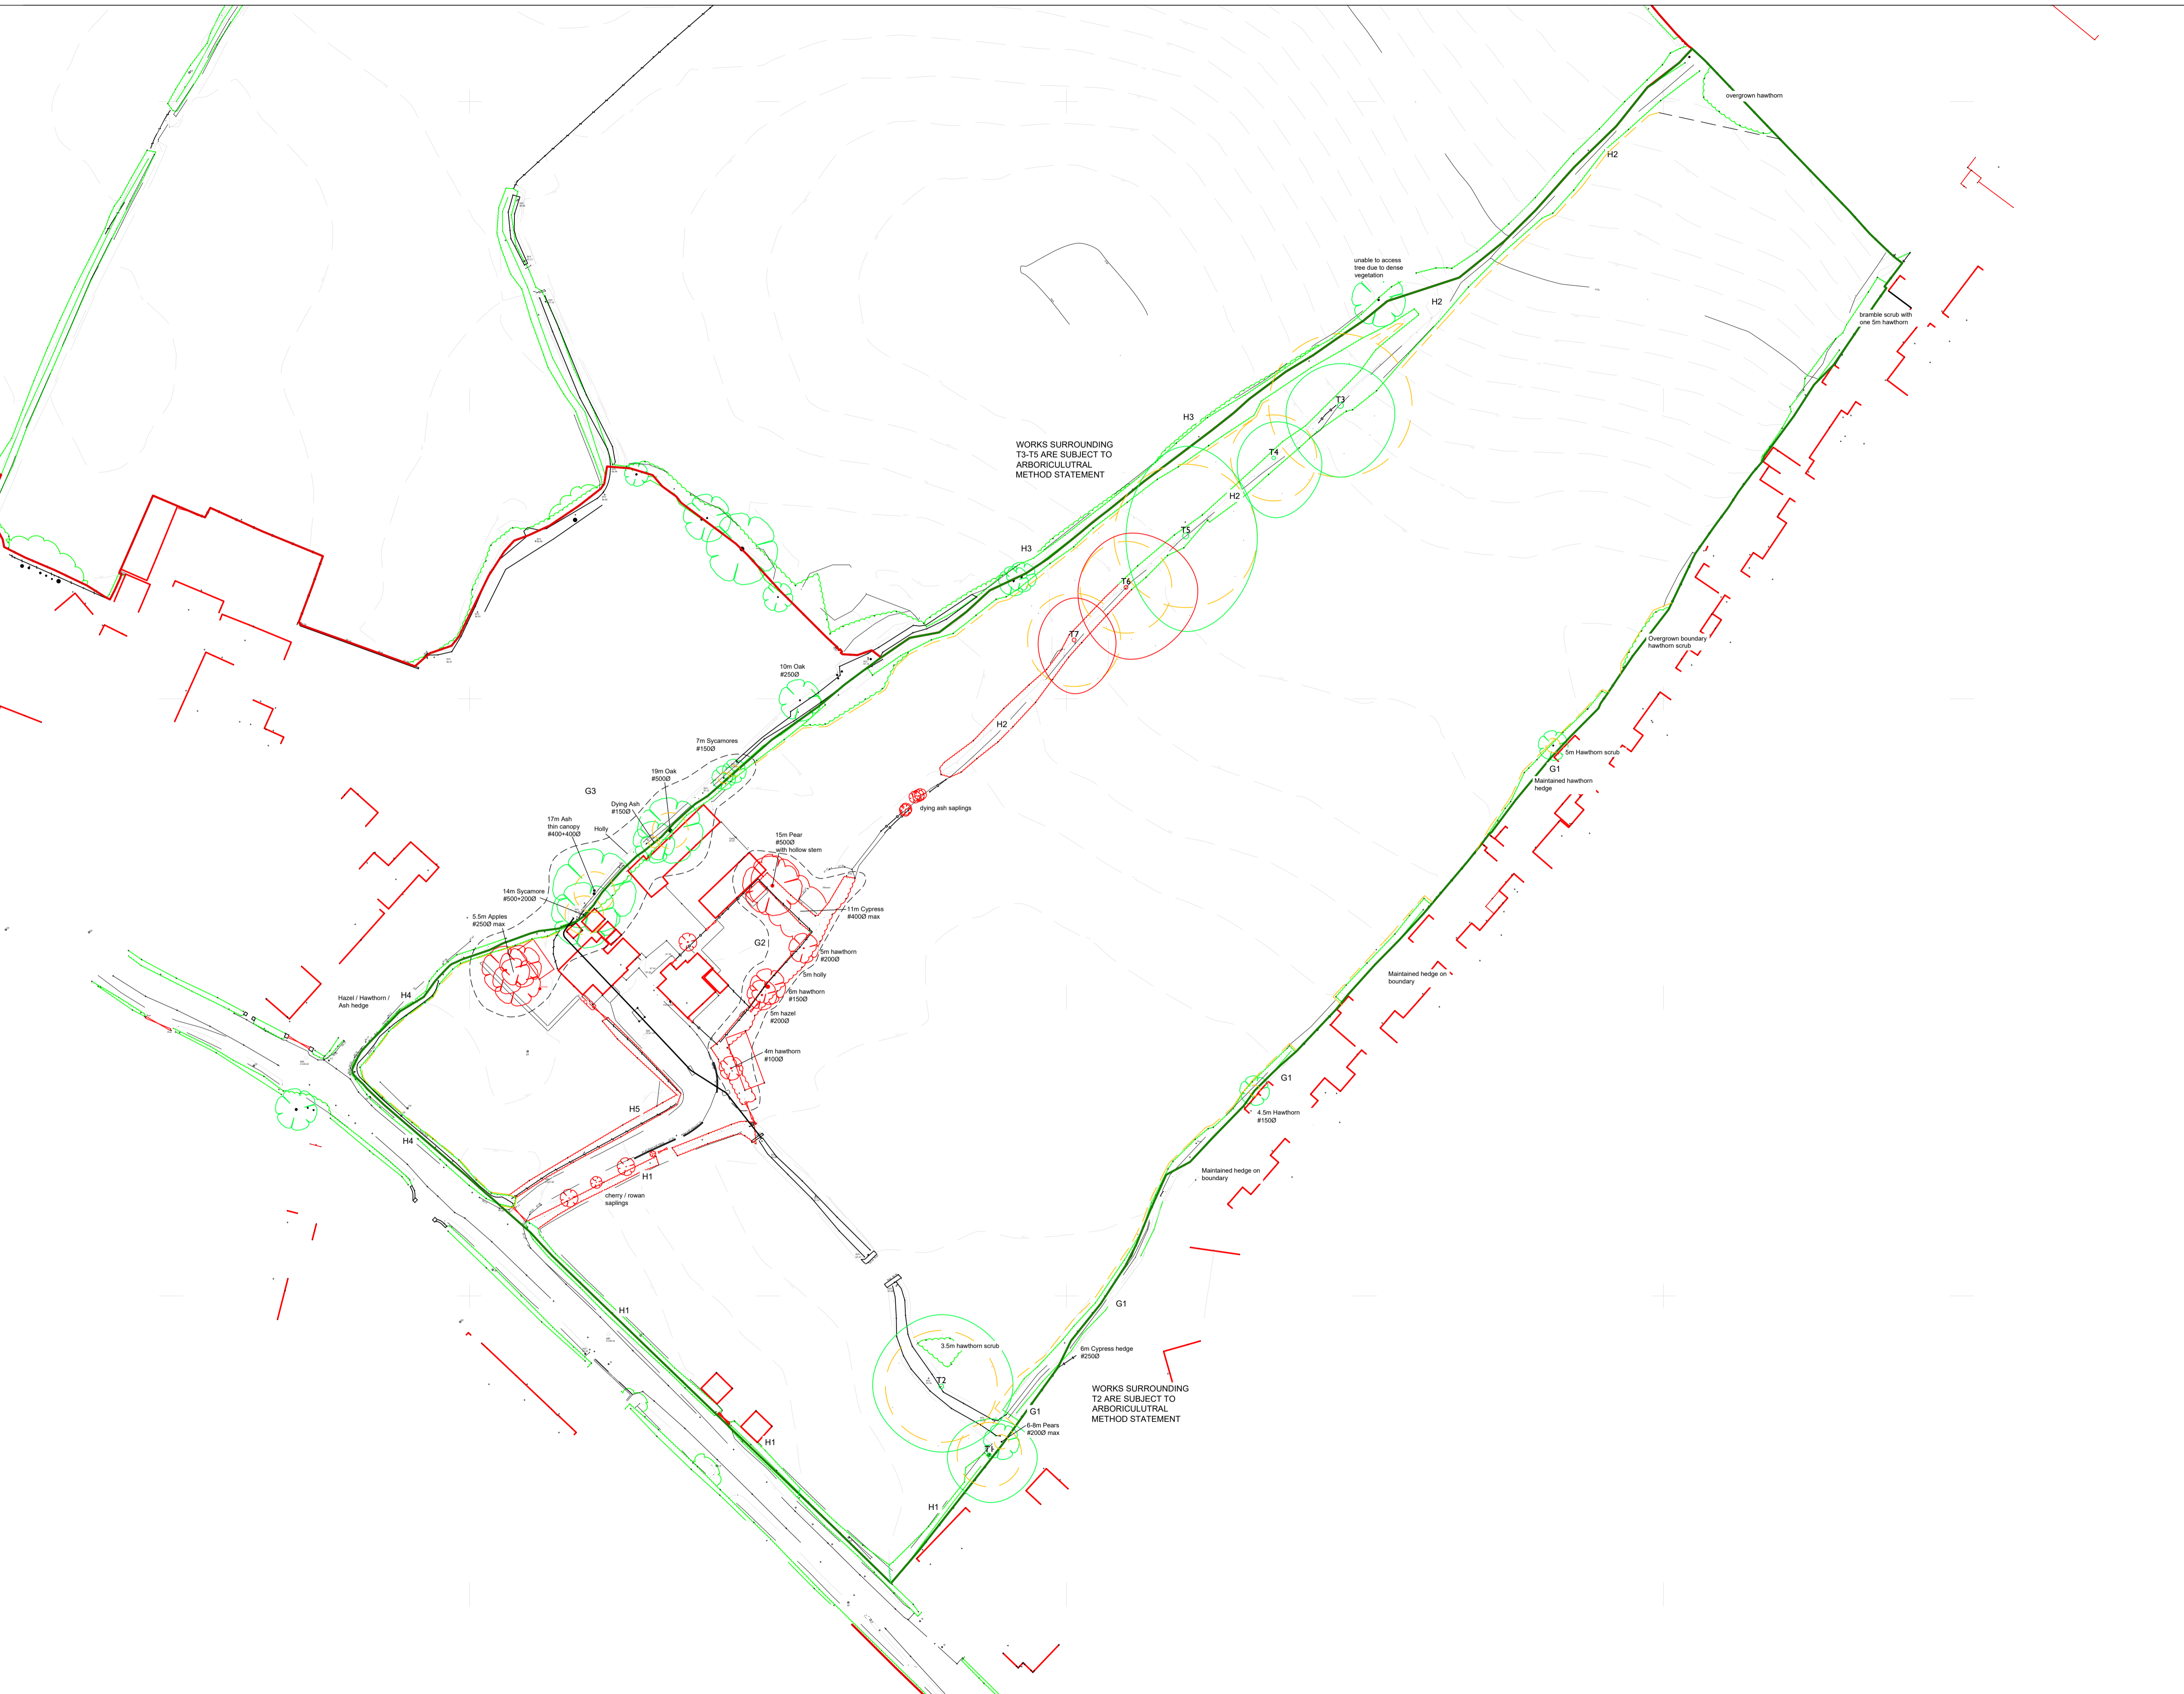 overgrown hawthorn
H2
unable to access
tree due to dense
vegetation
H2
bramble scrub with
one 5m hawthorn
T3
H3
WORKS SURROUNDING
T3-T5 ARE SUBJECT TO
ARBORICULUTRAL
METHOD STATEMENT
T4
H2
T5
H3
T6
T7
Overgrown boundary
hawthorn scrub
10m Oak
#250Ø
H2
7m Sycamores
#150Ø
5m Hawthorn scrub
G1
Maintained hawthorn
hedge
19m Oak
#500Ø
G3
Dying Ash
#150Ø
dying ash saplings
17m Ash
thin canopy
#400+400Ø
Holly
15m Pear
#500Ø
with hollow stem
14m Sycamore
#500+200Ø
5.5m Apples
#250Ø max
11m Cypress
#400Ø max
G2
5m hawthorn
#200Ø
5m holly
Maintained hedge on
boundary
6m hawthorn
#150Ø
Hazel / Hawthorn /
Ash hedge
H4
5m hazel
#200Ø
4m hawthorn
#100Ø
G1
H5
4.5m Hawthorn
#150Ø
H4
H1
Maintained hedge on
boundary
cherry / rowan
saplings
G1
H1
3.5m hawthorn scrub
6m Cypress hedge
#250Ø
T2
WORKS SURROUNDING
T2 ARE SUBJECT TO
ARBORICULUTRAL
METHOD STATEMENT
G1
6-8m Pears
#200Ø max
H1
T1
H1